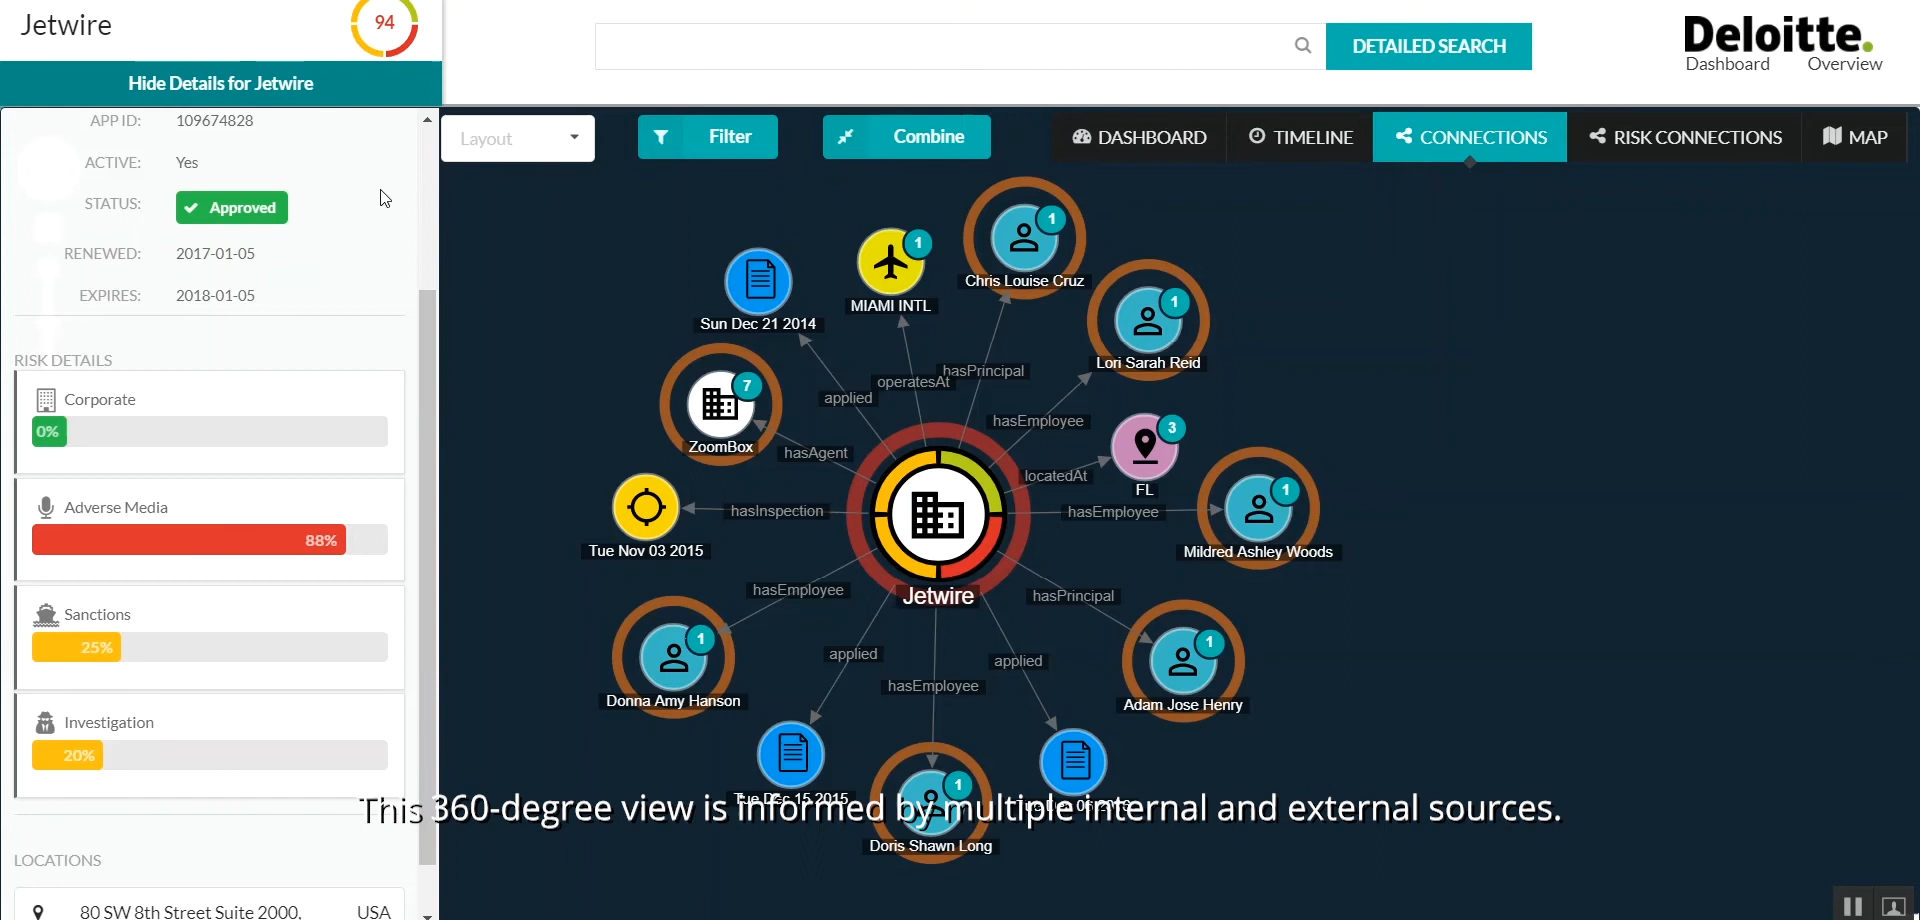 Jetwire
94
Hide Details for Jetwire
DETAILED SEARCH
Deloitte.
Dashboard Overview
APP ID: 109674828
ACTIVE: Yes
STATUS: Approved
RENEWED: 2017-01-05
EXPIRES: 2018-01-05
RISK DETAILS
Corporate
0%
Adverse Media
88%
Sanctions
25%
Investigation
20%
LOCATIONS
80 SW 8th Street Suite 2000, USA
Layout
Filter
Combine
DASHBOARD
TIMELINE
CONNECTIONS
RISK CONNECTIONS
MAP
1
Chris Louise Cruz
1
MIAMI INTL
Sun Dec 21 2014
1
Lori Sarah Reid
hasPrincipal
operatesAt
applied
7
ZoomBox
hasAgent
hasEmployee
3
FL
locatedAt
1
Mildred Ashley Woods
hasEmployee
hasInspection
Tue Nov 03 2015
Jetwire
hasEmployee
hasPrincipal
1
Donna Amy Hanson
1
Adam Jose Henry
applied
applied
hasEmployee
Tue Dec 15 2015
1
Doris Shawn Long
This 360-degree view is informed by multiple internal and external sources.